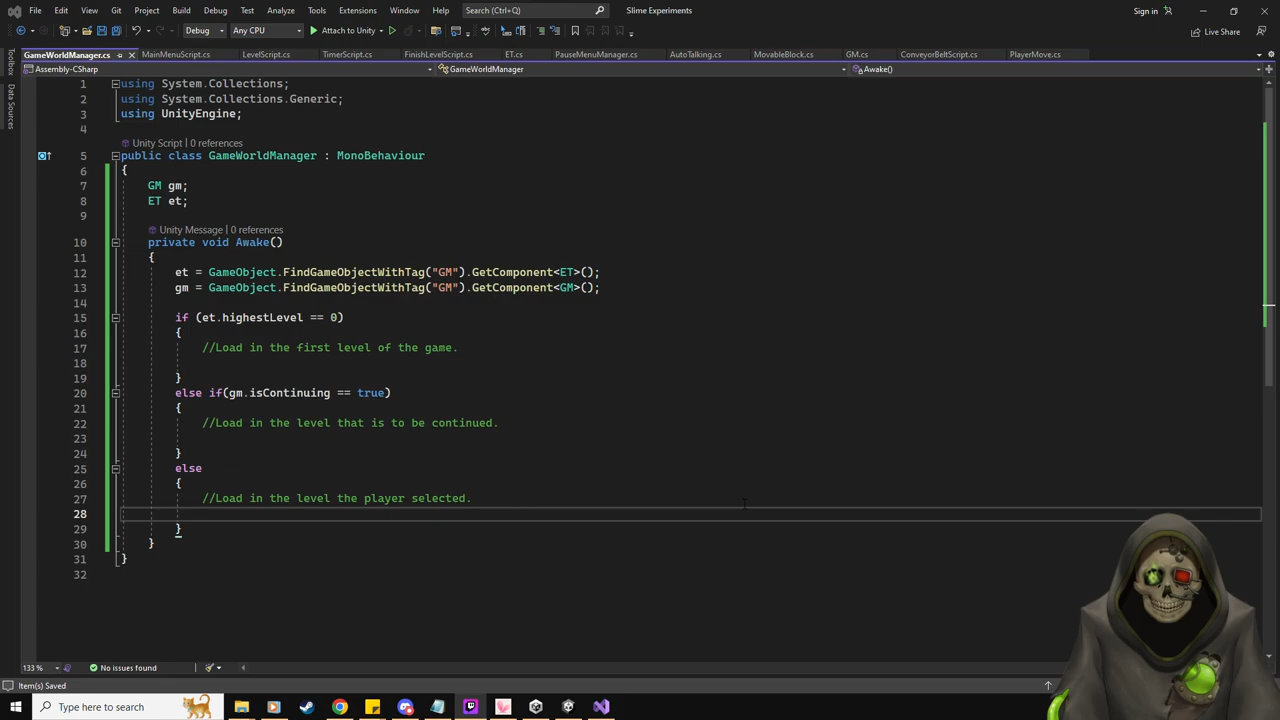 File Edit View Git Project Build Debug Test Analyze Tools Extensions Window Help Search (Ctrl+Q) Slime Experiments Sign in
Debug Any CPU Attach to Unity Live Share
GameWorldManager.cs MainMenuScript.cs LevelScript.cs TimerScript.cs FinishLevelScript.cs ET.cs PauseMenuManager.cs AutoTalking.cs MovableBlock.cs GM.cs ConveyorBeltScript.cs PlayerMove.cs
Toolbox
Data Sources
Assembly-CSharp GameWorldManager Awake()
1 using System.Collections;
2 using System.Collections.Generic;
3 using UnityEngine;
4
Unity Script | 0 references
5 public class GameWorldManager : MonoBehaviour
6 {
7 GM gm;
8 ET et;
9
Unity Message | 0 references
10 private void Awake()
11 {
12 et = GameObject.FindGameObjectWithTag("GM").GetComponent<ET>();
13 gm = GameObject.FindGameObjectWithTag("GM").GetComponent<GM>();
14
15 if (et.highestLevel == 0)
16 {
17 //Load in the first level of the game.
18
19 }
20 else if(gm.isContinuing == true)
21 {
22 //Load in the level that is to be continued.
23
24 }
25 else
26 {
27 //Load in the level the player selected.
28
29 }
30 }
31 }
32
133 % No issues found
Item(s) Saved
Type here to search